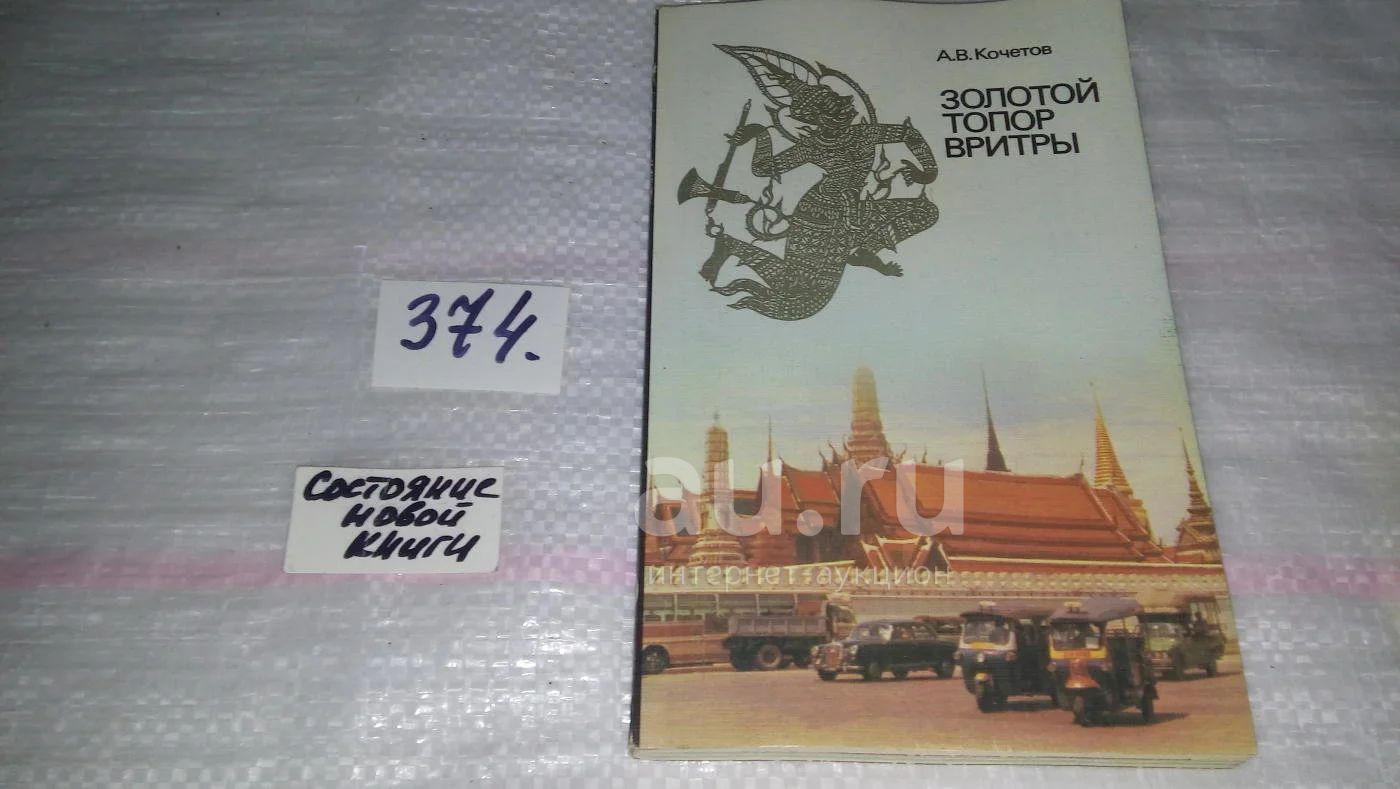 А.В.Кочетов
ЗОЛОТОЙ
ТОПОР
ВРИТРЫ
374.
Состояние
новой
книги
au.ru
интернет-аукцион